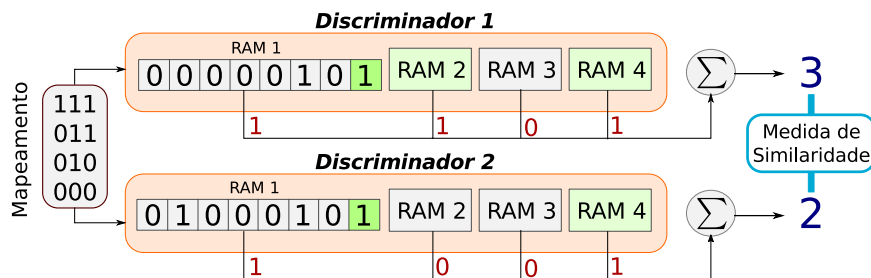 Discriminador 1
RAM 1
0 0 0 0 0 1 0 1 RAM 2 RAM 3 RAM 4
1 1 0 1
∑
3
Mapeamento
111
011
010
000
Medida de
Similaridade
Discriminador 2
RAM 1
0 1 0 0 0 1 0 1 RAM 2 RAM 3 RAM 4
1 0 0 1
∑
2